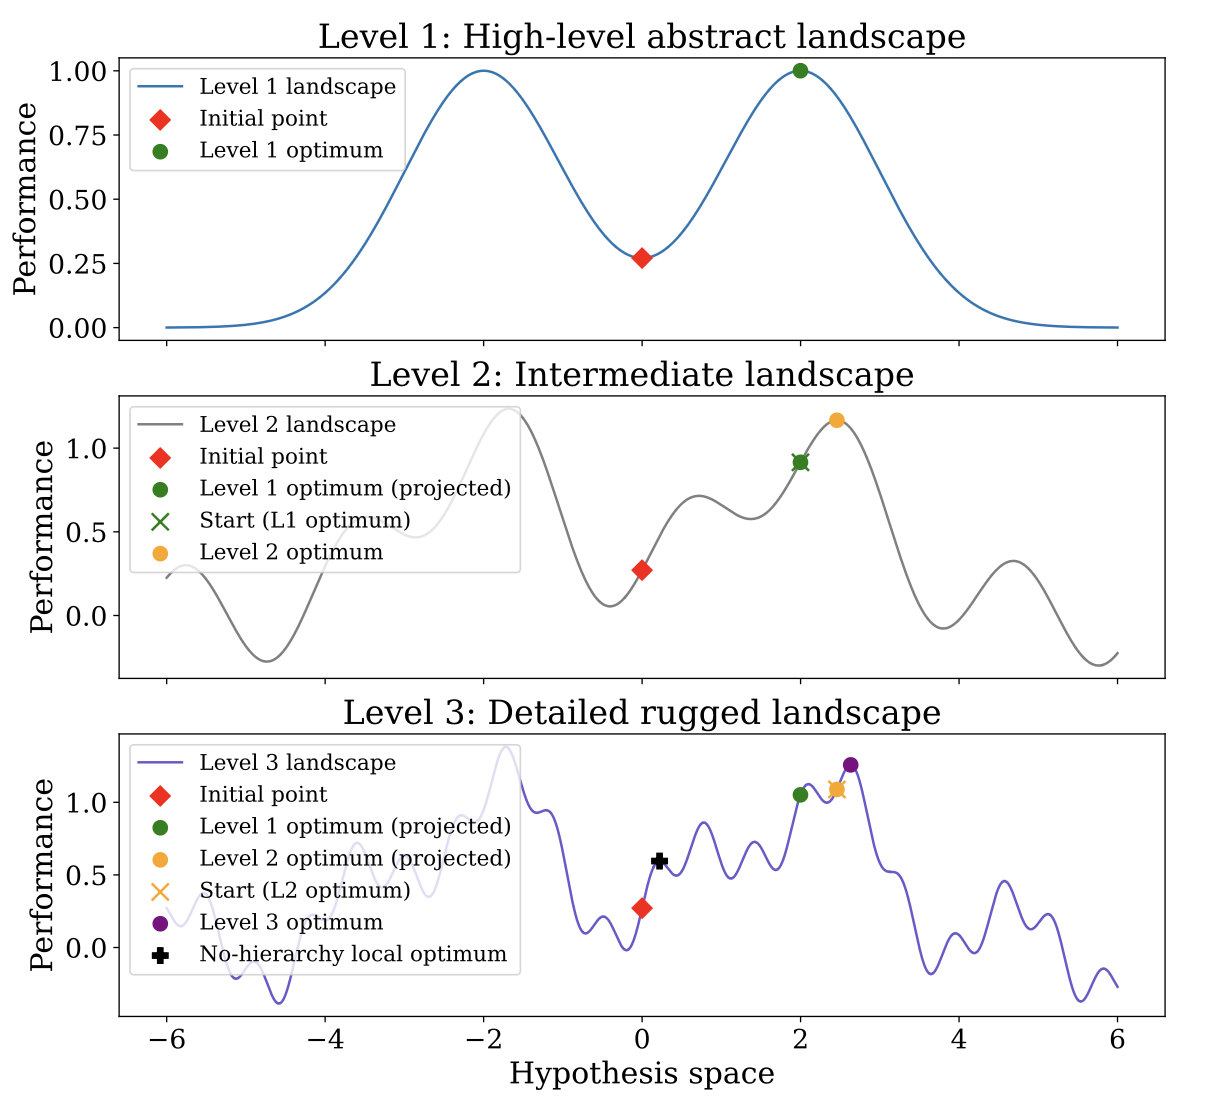 Level 1: High-level abstract landscape
Performance
1.00
0.75
0.50
0.25
0.00
Level 1 landscape
Initial point
Level 1 optimum
Level 2: Intermediate landscape
Performance
1.0
0.5
0.0
Level 2 landscape
Initial point
Level 1 optimum (projected)
Start (L1 optimum)
Level 2 optimum
Level 3: Detailed rugged landscape
Performance
1.0
0.5
0.0
Level 3 landscape
Initial point
Level 1 optimum (projected)
Level 2 optimum (projected)
Start (L2 optimum)
Level 3 optimum
No-hierarchy local optimum
−6 −4 −2 0 2 4 6
Hypothesis space